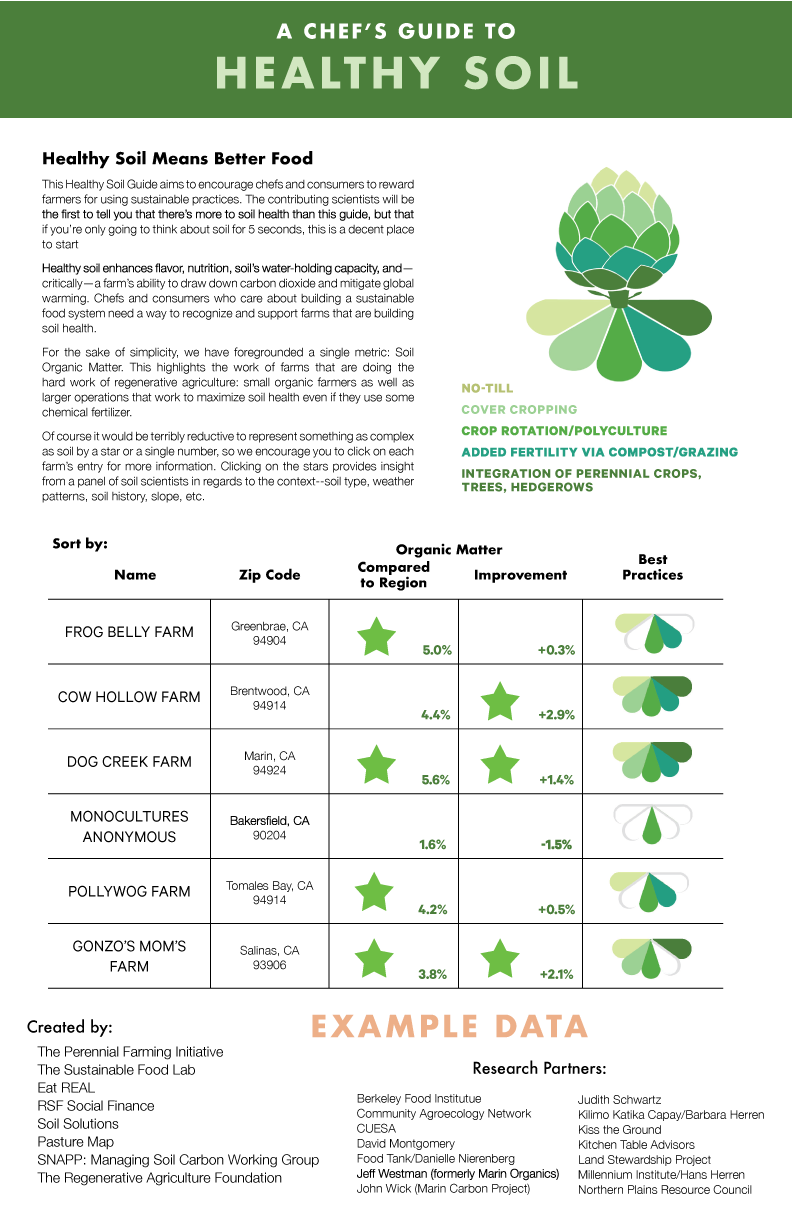 A CHEF'S GUIDE TO
HEALTHY SOIL
Healthy Soil Means Better Food
This Healthy Soil Guide aims to encourage chefs and consumers to reward
farmers for using sustainable practices. The contributing scientists will be
the first to tell you that there's more to soil health than this guide, but that
if you're only going to think about soil for 5 seconds, this is a decent place
to start
Healthy soil enhances flavor, nutrition, soil's water-holding capacity, and—
critically—a farm's ability to draw down carbon dioxide and mitigate global
warming. Chefs and consumers who care about building a sustainable
food system need a way to recognize and support farms that are building
soil health.
For the sake of simplicity, we have foregrounded a single metric: Soil
Organic Matter. This highlights the work of farms that are doing the
hard work of regenerative agriculture: small organic farmers as well as
larger operations that work to maximize soil health even if they use some
chemical fertilizer.
Of course it would be terribly reductive to represent something as complex
as soil by a star or a single number, so we encourage you to click on each
farm's entry for more information. Clicking on the stars provides insight
from a panel of soil scientists in regards to the context--soil type, weather
patterns, soil history, slope, etc.
NO-TILL
COVER CROPPING
CROP ROTATION/POLYCULTURE
ADDED FERTILITY VIA COMPOST/GRAZING
INTEGRATION OF PERENNIAL CROPS,
TREES, HEDGEROWS
Sort by:
Name
Zip Code
Organic Matter
Compared
to Region
Improvement
Best
Practices
FROG BELLY FARM
Greenbrae, CA
94904
5.0%
+0.3%
COW HOLLOW FARM
Brentwood, CA
94914
4.4%
+2.9%
DOG CREEK FARM
Marin, CA
94924
5.6%
+1.4%
MONOCULTURES
ANONYMOUS
Bakersfield, CA
90204
1.6%
-1.5%
POLLYWOG FARM
Tomales Bay, CA
94914
4.2%
+0.5%
GONZO'S MOM'S
FARM
Salinas, CA
93906
3.8%
+2.1%
EXAMPLE DATA
Created by:
The Perennial Farming Initiative
The Sustainable Food Lab
Eat REAL
RSF Social Finance
Soil Solutions
Pasture Map
SNAPP: Managing Soil Carbon Working Group
The Regenerative Agriculture Foundation
Research Partners:
Berkeley Food Institutue
Community Agroecology Network
CUESA
David Montgomery
Food Tank/Danielle Nierenberg
Jeff Westman (formerly Marin Organics)
John Wick (Marin Carbon Project)
Judith Schwartz
Kilimo Katika Capay/Barbara Herren
Kiss the Ground
Kitchen Table Advisors
Land Stewardship Project
Millennium Institute/Hans Herren
Northern Plains Resource Council